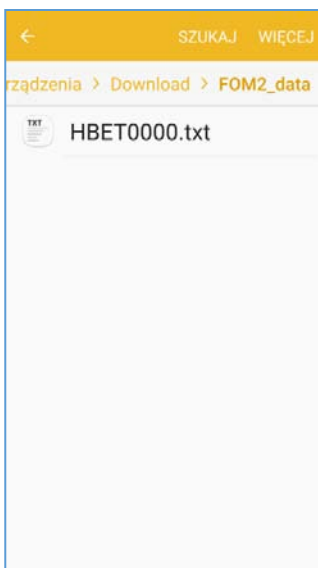 SZUKAJ WIĘCEJ
rządzenia > Download > FOM2_data
TXT
HBET0000.txt